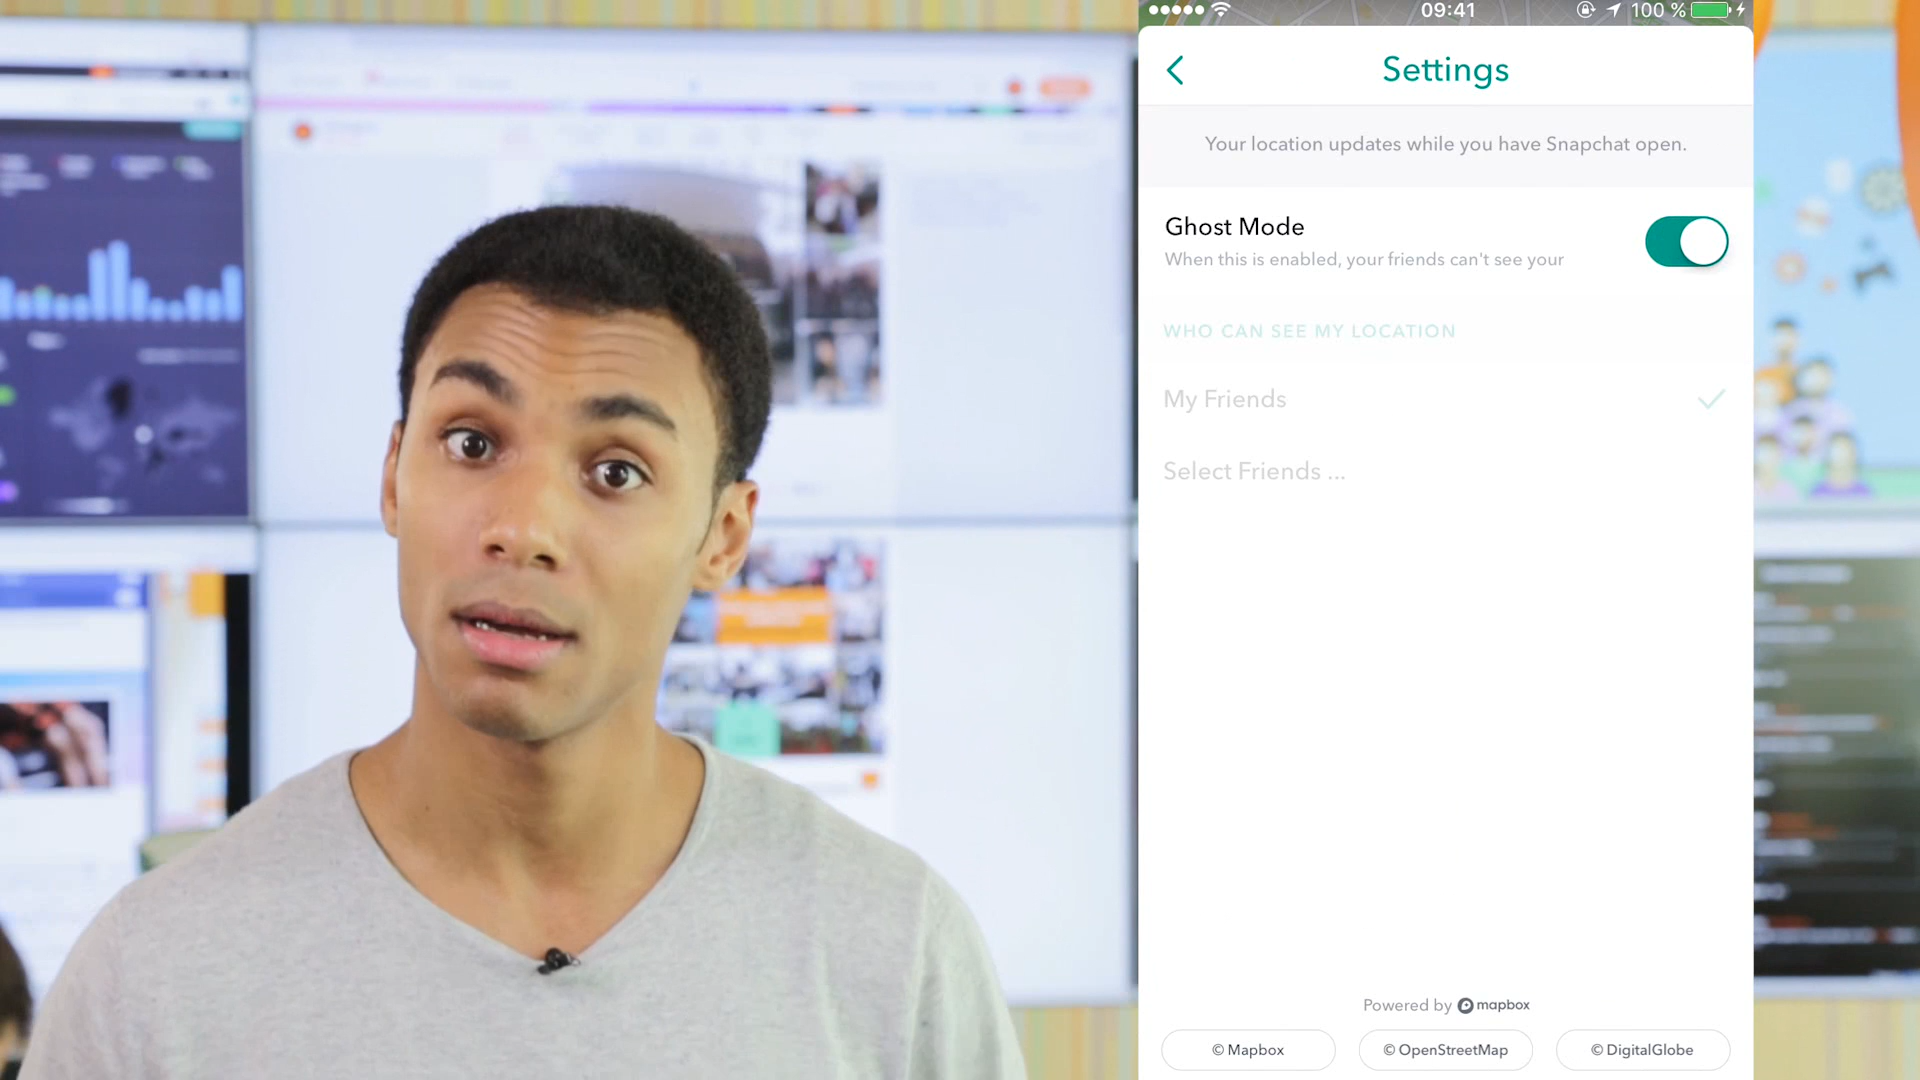 09:41
100 %
Settings
Your location updates while you have Snapchat open.
Ghost Mode
When this is enabled, your friends can't see your
WHO CAN SEE MY LOCATION
My Friends
Select Friends ...
Powered by mapbox
© Mapbox
© OpenStreetMap
© DigitalGlobe